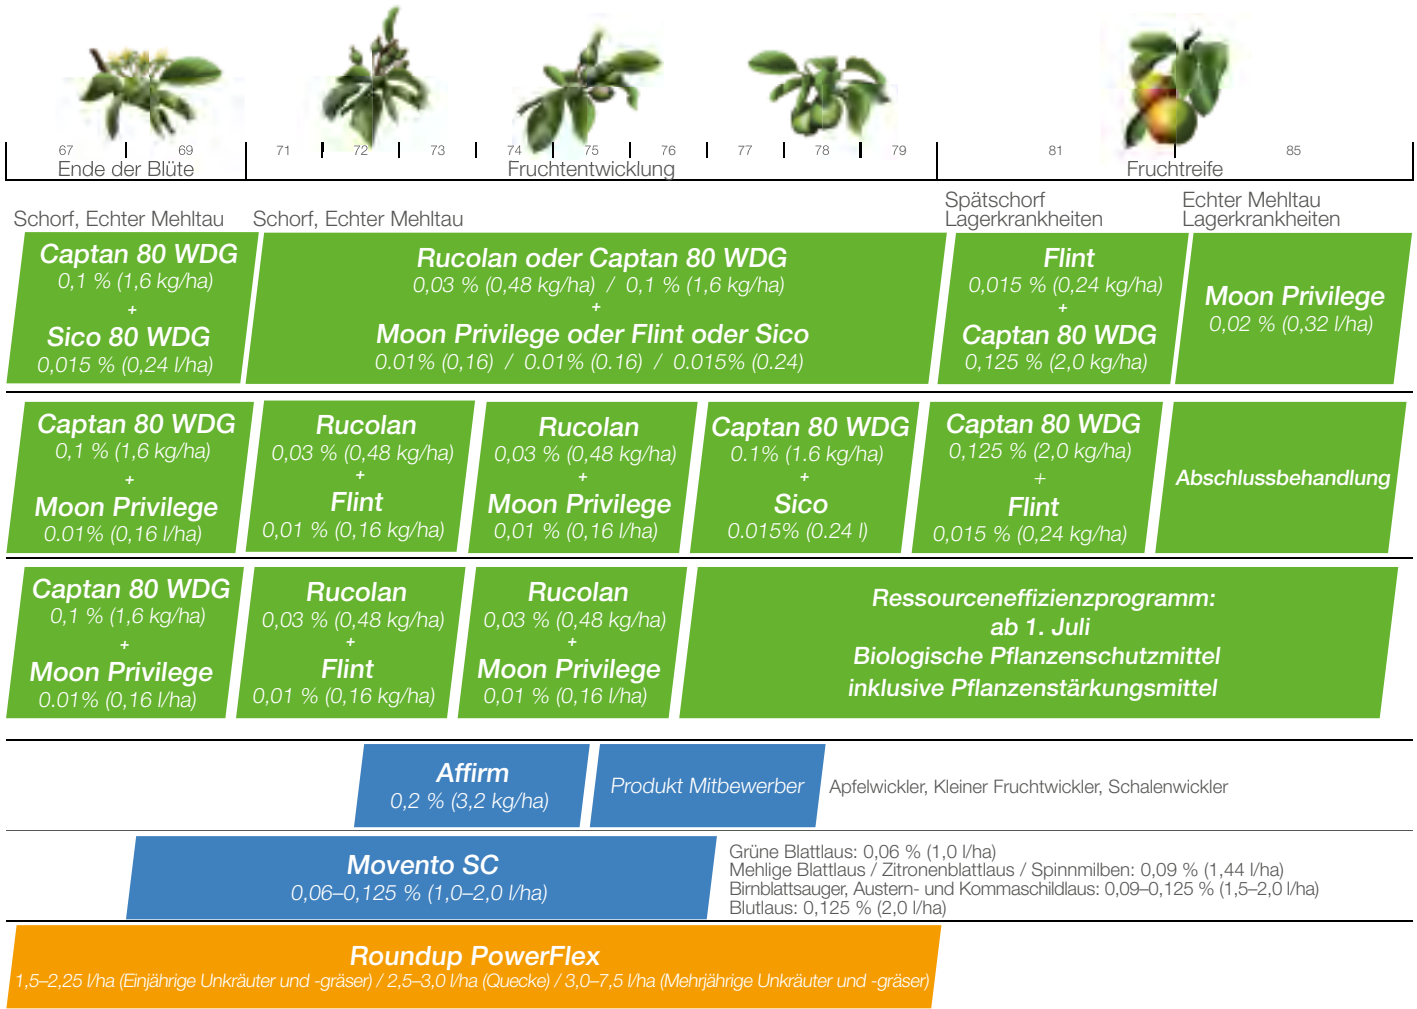 67
69
71
72
73
74
75
76
77
78
79
81
85
Ende der Blüte
Fruchtentwicklung
Fruchtreife
Schorf, Echter Mehltau
Schorf, Echter Mehltau
Spätschorf
Lagerkrankheiten
Echter Mehltau
Lagerkrankheiten
Captan 80 WDG
0,1 % (1,6 kg/ha)
+
Sico 80 WDG
0,015 % (0,24 l/ha)
Rucolan oder Captan 80 WDG
0,03 % (0,48 kg/ha) / 0,1 % (1,6 kg/ha)
+
Moon Privilege oder Flint oder Sico
0.01% (0,16) / 0.01% (0.16) / 0.015% (0.24)
Flint
0,015 % (0,24 kg/ha)
+
Captan 80 WDG
0,125 % (2,0 kg/ha)
Moon Privilege
0,02 % (0,32 l/ha)
Captan 80 WDG
0,1 % (1,6 kg/ha)
+
Moon Privilege
0.01% (0,16 l/ha)
Rucolan
0,03 % (0,48 kg/ha)
+
Flint
0,01 % (0,16 kg/ha)
Rucolan
0,03 % (0,48 kg/ha)
+
Moon Privilege
0,01 % (0,16 l/ha)
Captan 80 WDG
0.1% (1.6 kg/ha)
+
Sico
0.015% (0.24 l)
Captan 80 WDG
0,125 % (2,0 kg/ha)
+
Flint
0,015 % (0,24 kg/ha)
Abschlussbehandlung
Captan 80 WDG
0,1 % (1,6 kg/ha)
+
Moon Privilege
0.01% (0,16 l/ha)
Rucolan
0,03 % (0,48 kg/ha)
+
Flint
0,01 % (0,16 kg/ha)
Rucolan
0,03 % (0,48 kg/ha)
+
Moon Privilege
0,01 % (0,16 l/ha)
Ressourceneffizienzprogramm:
ab 1. Juli
Biologische Pflanzenschutzmittel
inklusive Pflanzenstärkungsmittel
Affirm
0,2 % (3,2 kg/ha)
Produkt Mitbewerber
Apfelwickler, Kleiner Fruchtwickler, Schalenwickler
Movento SC
0,06–0,125 % (1,0–2,0 l/ha)
Grüne Blattlaus: 0,06 % (1,0 l/ha)
Mehlige Blattlaus / Zitronenblattlaus / Spinnmilben: 0,09 % (1,44 l/ha)
Birnblattsauger, Austern- und Kommaschildlaus: 0,09–0,125 % (1,5–2,0 l/ha)
Blutlaus: 0,125 % (2,0 l/ha)
Roundup PowerFlex
1,5–2,25 l/ha (Einjährige Unkräuter und -gräser) / 2,5–3,0 l/ha (Quecke) / 3,0–7,5 l/ha (Mehrjährige Unkräuter und -gräser)